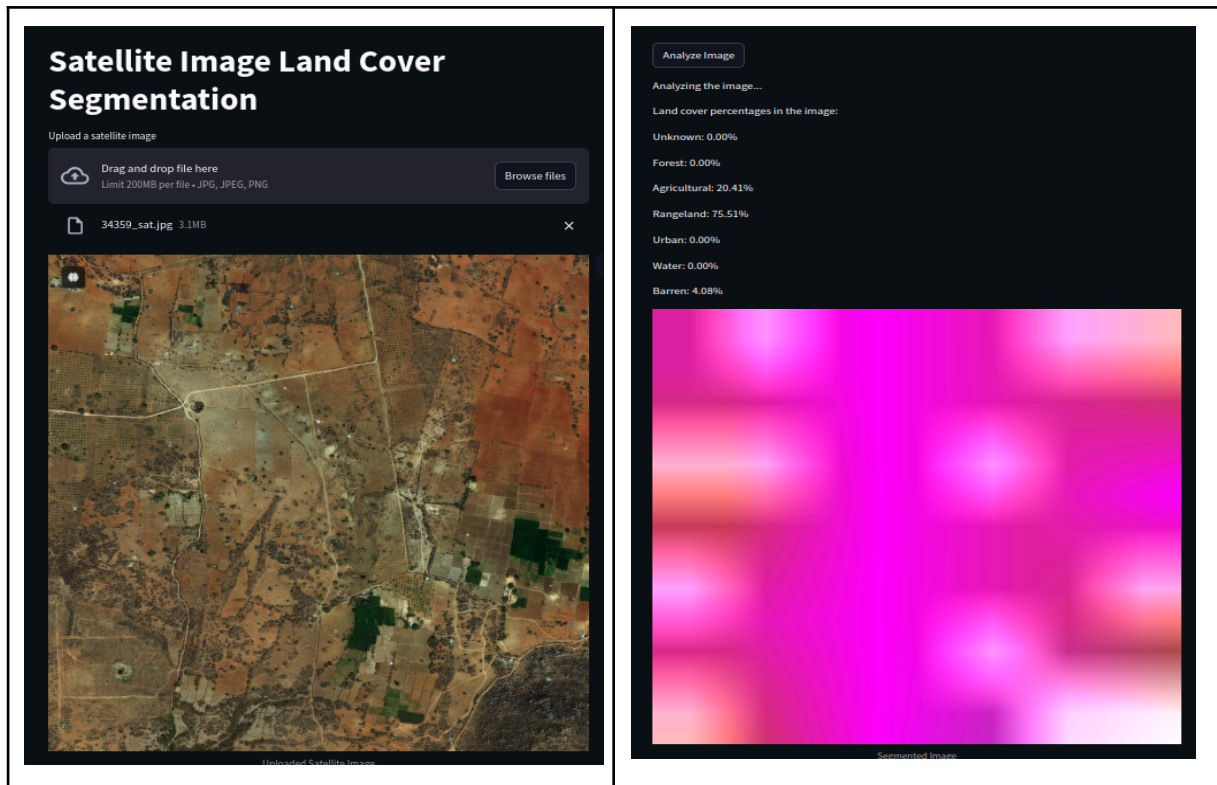 Satellite Image Land Cover
Segmentation
Upload a satellite image
Drag and drop file here
Limit 200MB per file • JPG, JPEG, PNG
Browse files
34359_sat.jpg 3.1MB
Uploaded Satellite Image
Analyze Image
Analyzing the image...
Land cover percentages in the image:
Unknown: 0.00%
Forest: 0.00%
Agricultural: 20.41%
Rangeland: 75.51%
Urban: 0.00%
Water: 0.00%
Barren: 4.08%
Segmented Image